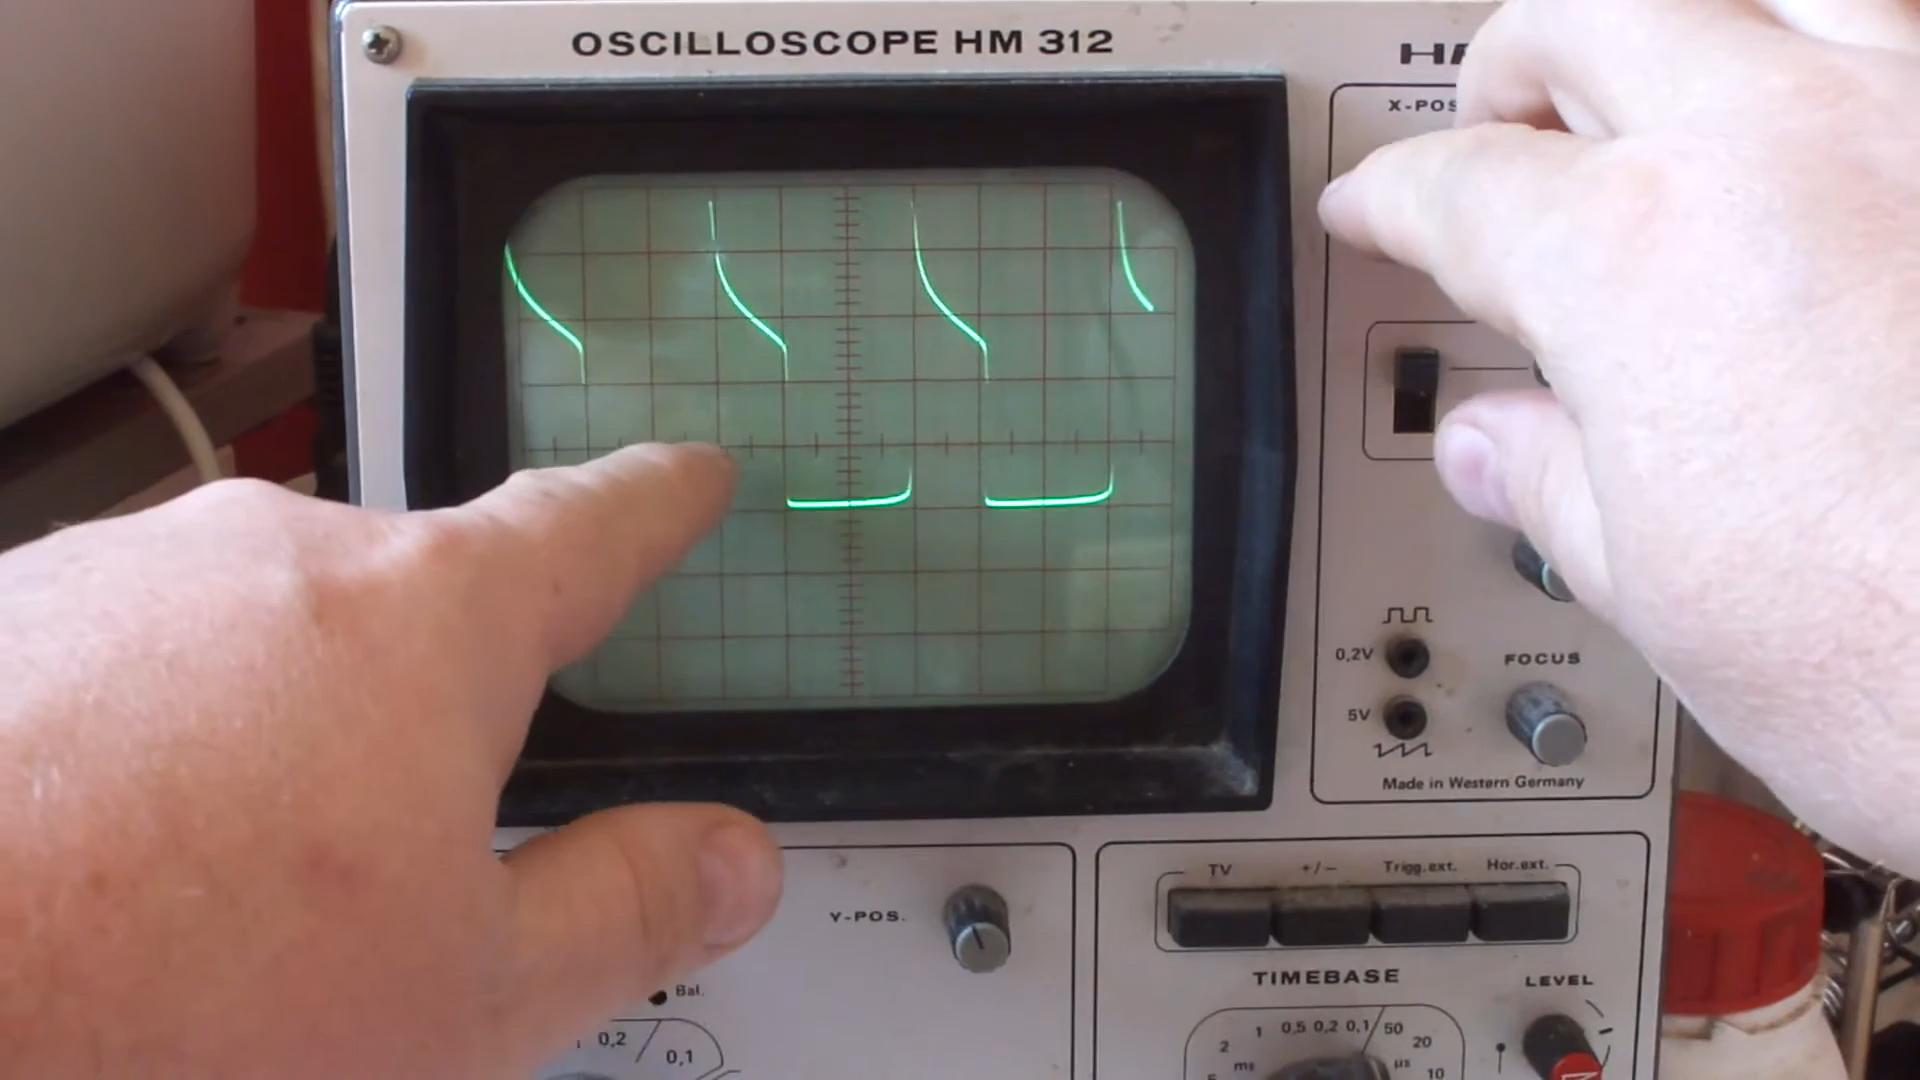 OSCILLOSCOPE HM 312
X-POS
0,2V
FOCUS
5V
Made in Western Germany
TV +/− Trigg.ext. Hor.ext.
Y-POS.
TIMEBASE
LEVEL
Bal.
0,2
0,1
1 0,5 0,2 0,1 50
2 20
ms µs
10